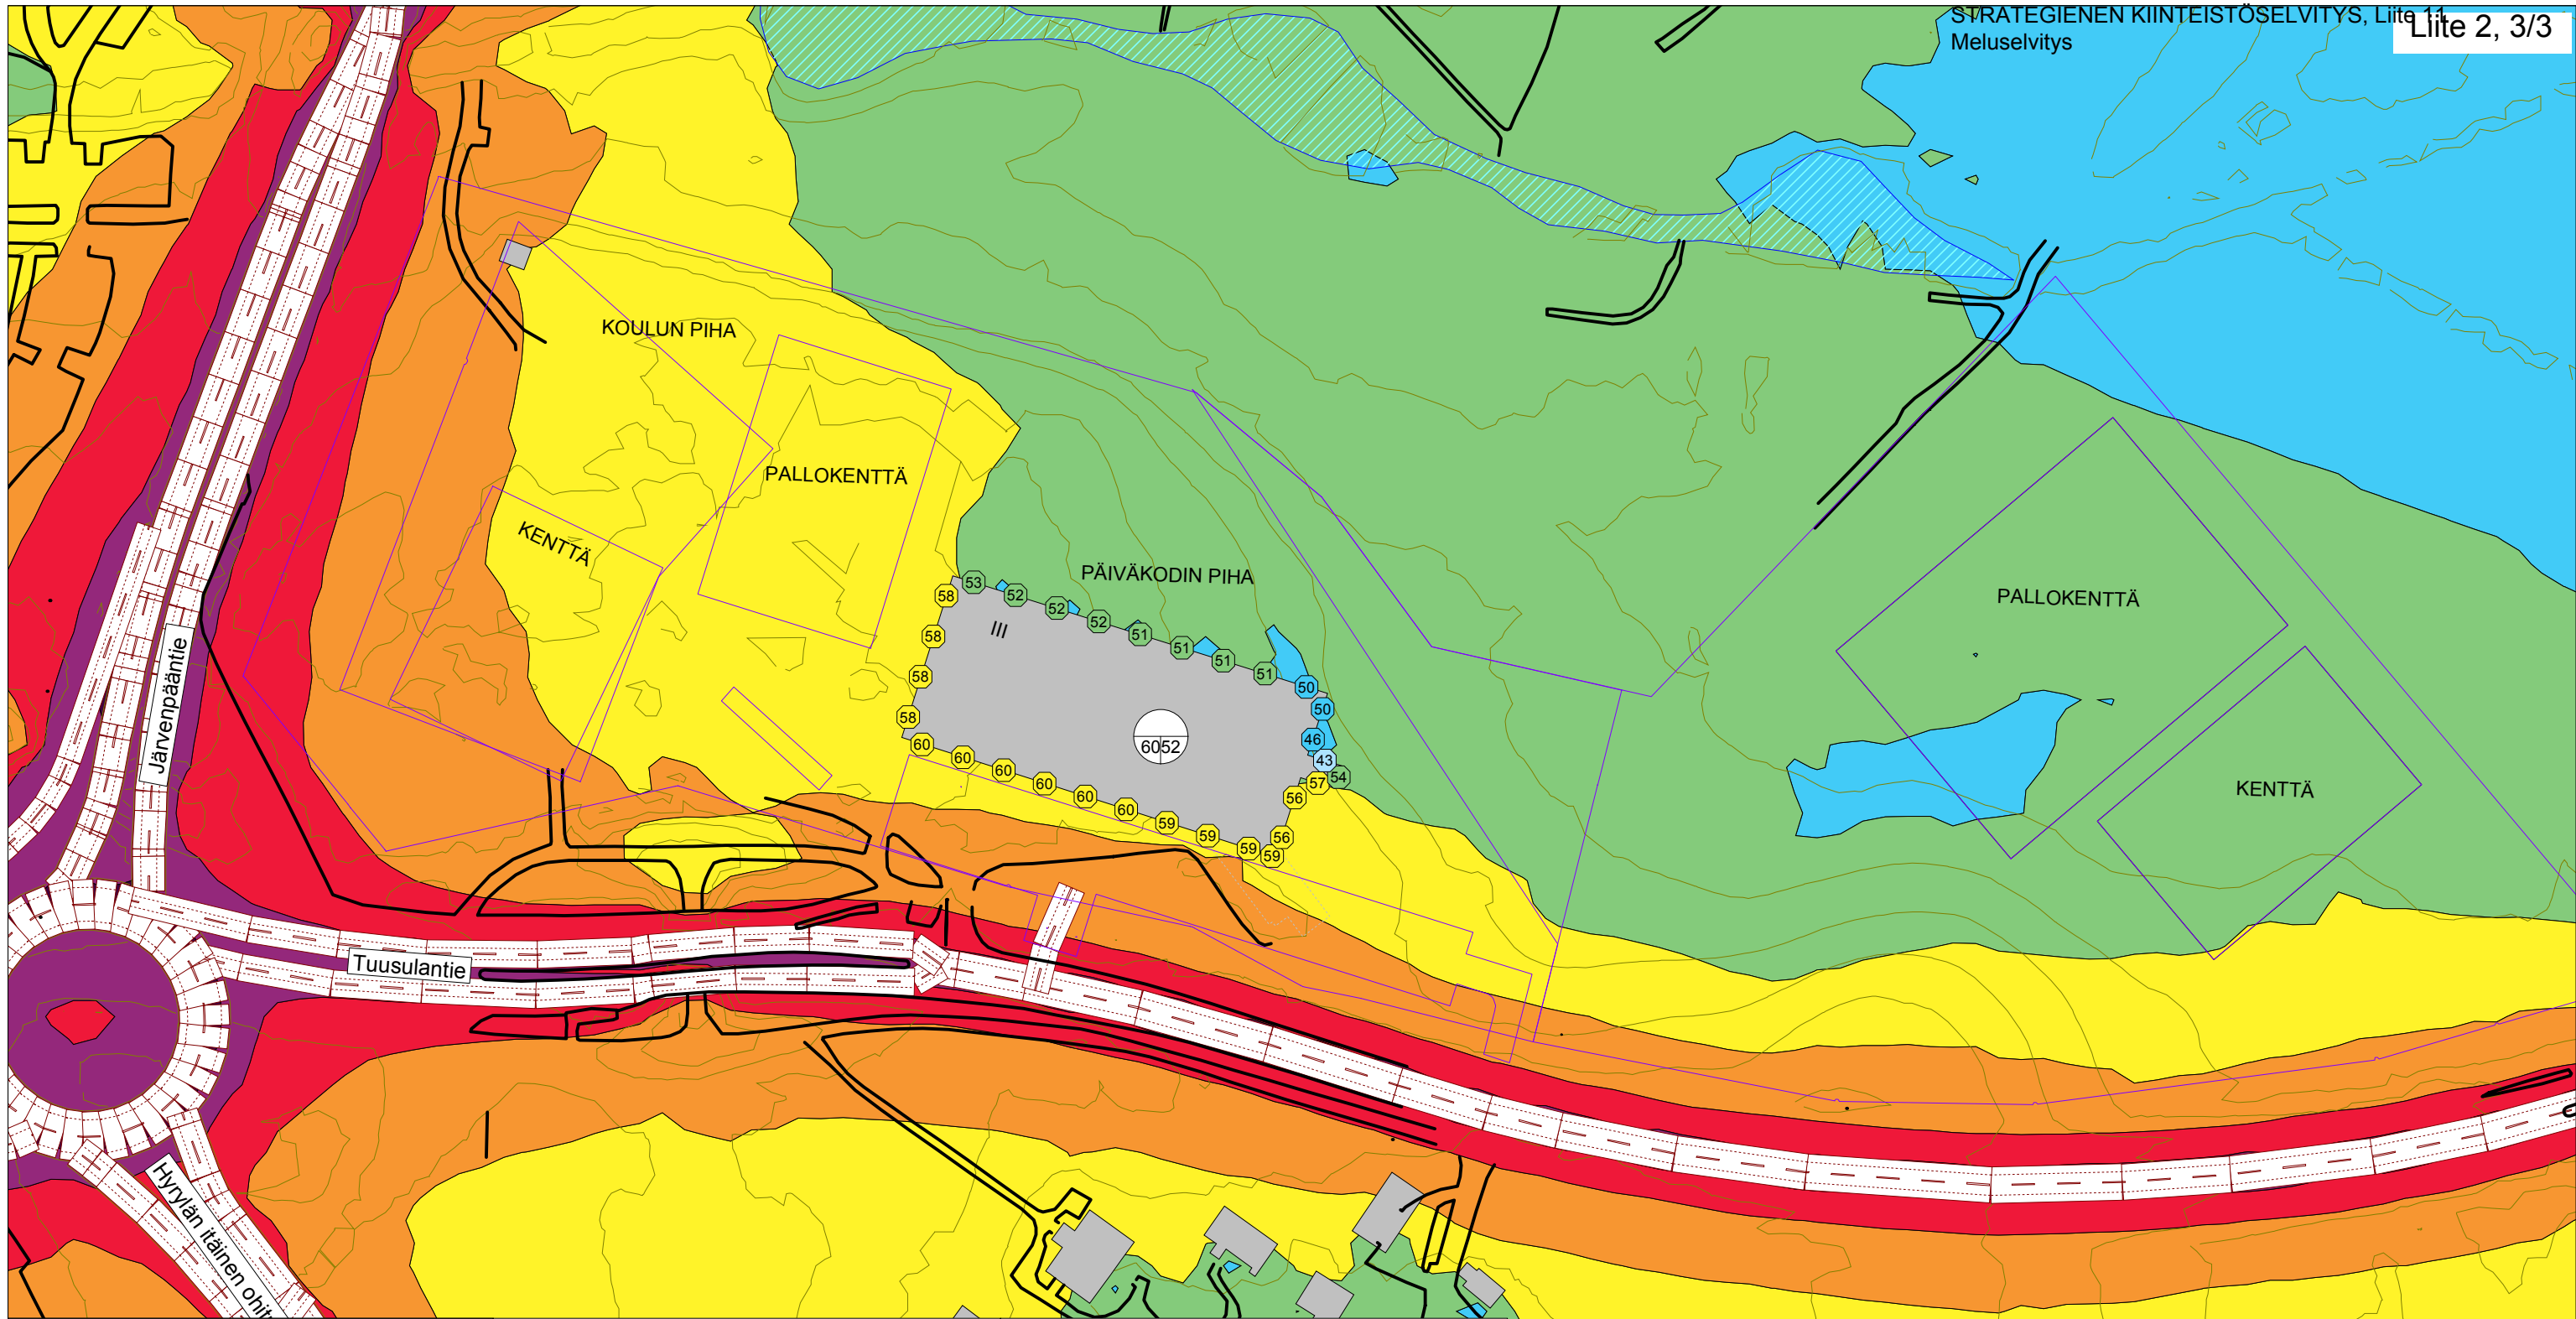 STRATEGIENEN KIINTEISTÖSELVITYS, Liite 11
Meluselvitys
Liite 2, 3/3
KOULUN PIHA
PALLOKENTTÄ
KENTTÄ
PÄIVÄKODIN PIHA
PALLOKENTTÄ
KENTTÄ
Järvenpääntie
Tuusulantie
Hyrylän itäinen ohit
III
53
52
52
52
51
51
51
51
50
50
46
43
54
57
56
56
59
59
59
59
60
60
60
60
60
60
58
58
58
58
60 52